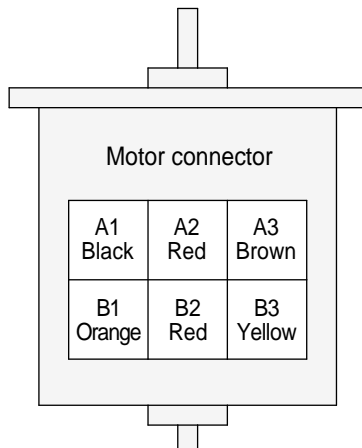 Motor connector
A1 A2 A3
Black Red Brown
B1 B2 B3
Orange Red Yellow